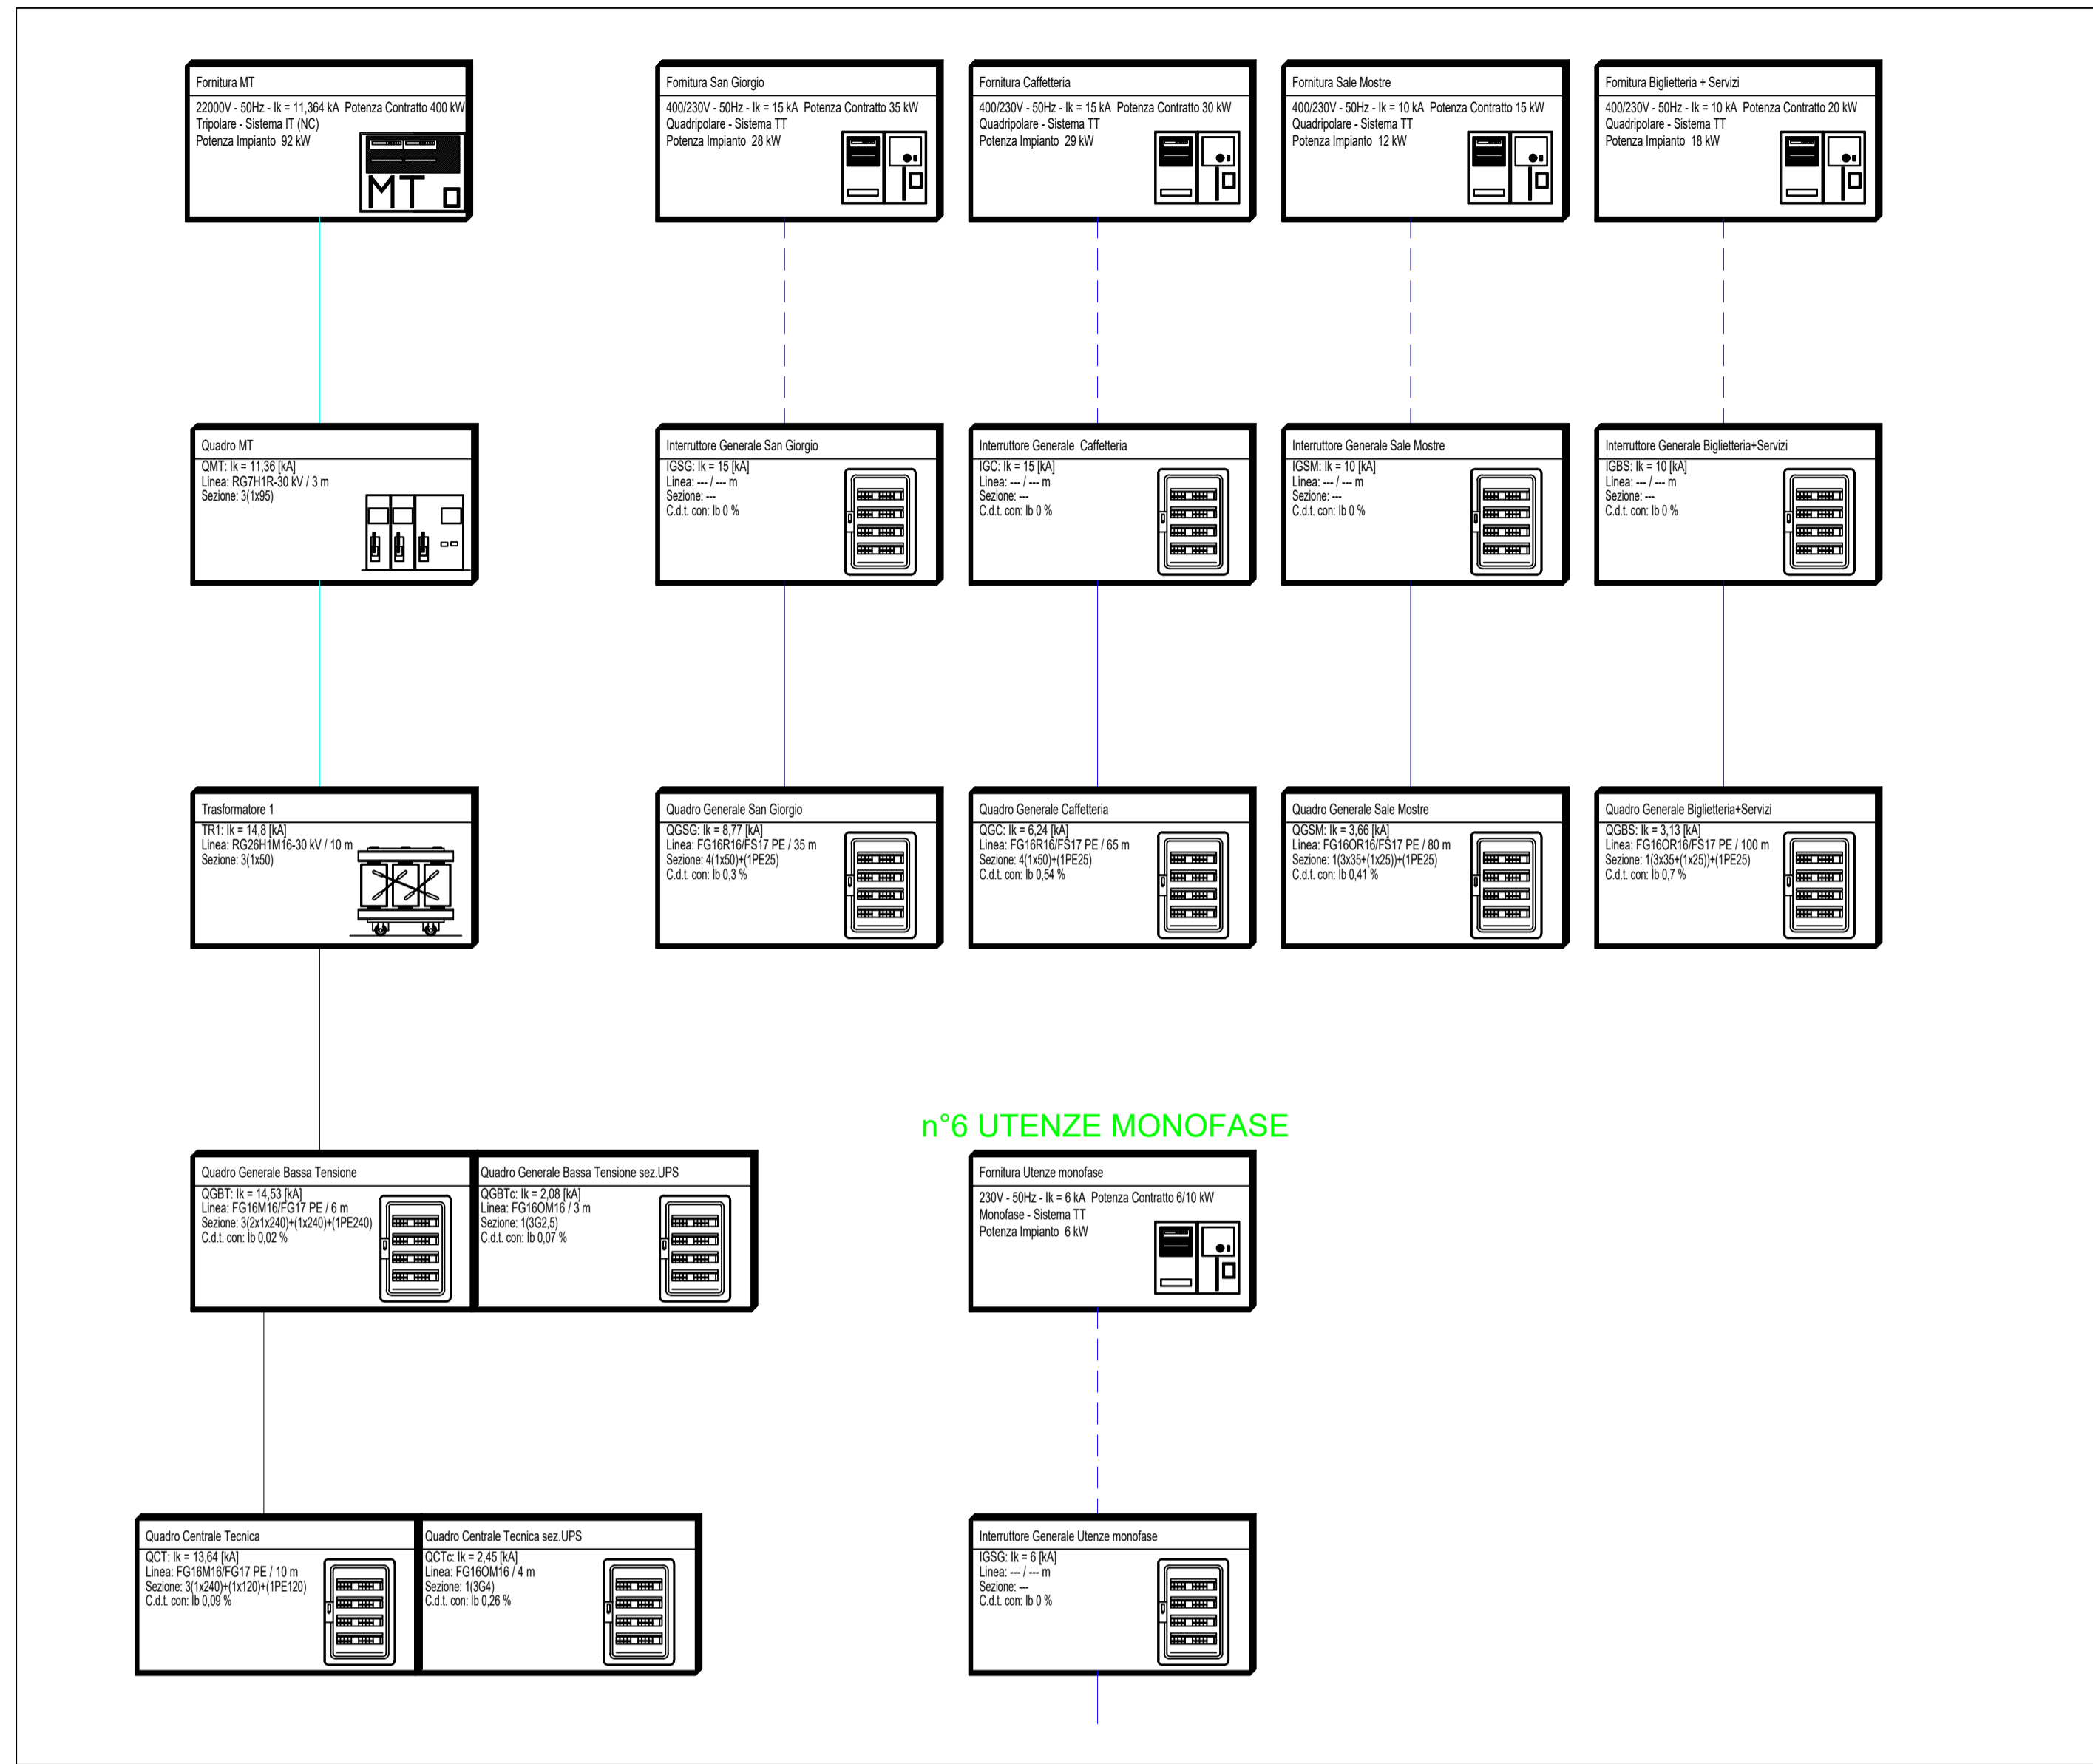 Fornitura MT
22000V - 50Hz - Ik = 11,364 kA  Potenza Contratto 400 kW
Tripolare - Sistema IT (NC)
Potenza Impianto  92 kW
MT
Fornitura San Giorgio
400/230V - 50Hz - Ik = 15 kA  Potenza Contratto 35 kW
Quadripolare - Sistema TT
Potenza Impianto  28 kW
Fornitura Caffetteria
400/230V - 50Hz - Ik = 15 kA  Potenza Contratto 30 kW
Quadripolare - Sistema TT
Potenza Impianto  29 kW
Fornitura Sale Mostre
400/230V - 50Hz - Ik = 10 kA  Potenza Contratto 15 kW
Quadripolare - Sistema TT
Potenza Impianto  12 kW
Fornitura Biglietteria + Servizi
400/230V - 50Hz - Ik = 10 kA  Potenza Contratto 20 kW
Quadripolare - Sistema TT
Potenza Impianto  18 kW
Quadro MT
QMT: Ik = 11,36 [kA]
Linea: RG7H1R-30 kV / 3 m
Sezione: 3(1x95)
Interruttore Generale San Giorgio
IGSG: Ik = 15 [kA]
Linea: --- / --- m
Sezione: ---
C.d.t. con: Ib 0 %
Interruttore Generale  Caffetteria
IGC: Ik = 15 [kA]
Linea: --- / --- m
Sezione: ---
C.d.t. con: Ib 0 %
Interruttore Generale Sale Mostre
IGSM: Ik = 10 [kA]
Linea: --- / --- m
Sezione: ---
C.d.t. con: Ib 0 %
Interruttore Generale Biglietteria+Servizi
IGBS: Ik = 10 [kA]
Linea: --- / --- m
Sezione: ---
C.d.t. con: Ib 0 %
Trasformatore 1
TR1: Ik = 14,8 [kA]
Linea: RG26H1M16-30 kV / 10 m
Sezione: 3(1x50)
Quadro Generale San Giorgio
QGSG: Ik = 8,77 [kA]
Linea: FG16R16/FS17 PE / 35 m
Sezione: 4(1x50)+(1PE25)
C.d.t. con: Ib 0,3 %
Quadro Generale Caffetteria
QGC: Ik = 6,24 [kA]
Linea: FG16R16/FS17 PE / 65 m
Sezione: 4(1x50)+(1PE25)
C.d.t. con: Ib 0,54 %
Quadro Generale Sale Mostre
QGSM: Ik = 3,66 [kA]
Linea: FG16OR16/FS17 PE / 80 m
Sezione: 1(3x35+(1x25))+(1PE25)
C.d.t. con: Ib 0,41 %
Quadro Generale Biglietteria+Servizi
QGBS: Ik = 3,13 [kA]
Linea: FG16OR16/FS17 PE / 100 m
Sezione: 1(3x35+(1x25))+(1PE25)
C.d.t. con: Ib 0,7 %
n°6 UTENZE MONOFASE
Quadro Generale Bassa Tensione
QGBT: Ik = 14,53 [kA]
Linea: FG16M16/FG17 PE / 6 m
Sezione: 3(2x1x240)+(1x240)+(1PE240)
C.d.t. con: Ib 0,02 %
Quadro Generale Bassa Tensione sez.UPS
QGBTc: Ik = 2,08 [kA]
Linea: FG16OM16 / 3 m
Sezione: 1(3G2,5)
C.d.t. con: Ib 0,07 %
Fornitura Utenze monofase
230V - 50Hz - Ik = 6 kA  Potenza Contratto 6/10 kW
Monofase - Sistema TT
Potenza Impianto  6 kW
Quadro Centrale Tecnica
QCT: Ik = 13,64 [kA]
Linea: FG16M16/FG17 PE / 10 m
Sezione: 3(1x240)+(1x120)+(1PE120)
C.d.t. con: Ib 0,09 %
Quadro Centrale Tecnica sez.UPS
QCTc: Ik = 2,45 [kA]
Linea: FG16OM16 / 4 m
Sezione: 1(3G4)
C.d.t. con: Ib 0,26 %
Interruttore Generale Utenze monofase
IGSG: Ik = 6 [kA]
Linea: --- / --- m
Sezione: ---
C.d.t. con: Ib 0 %